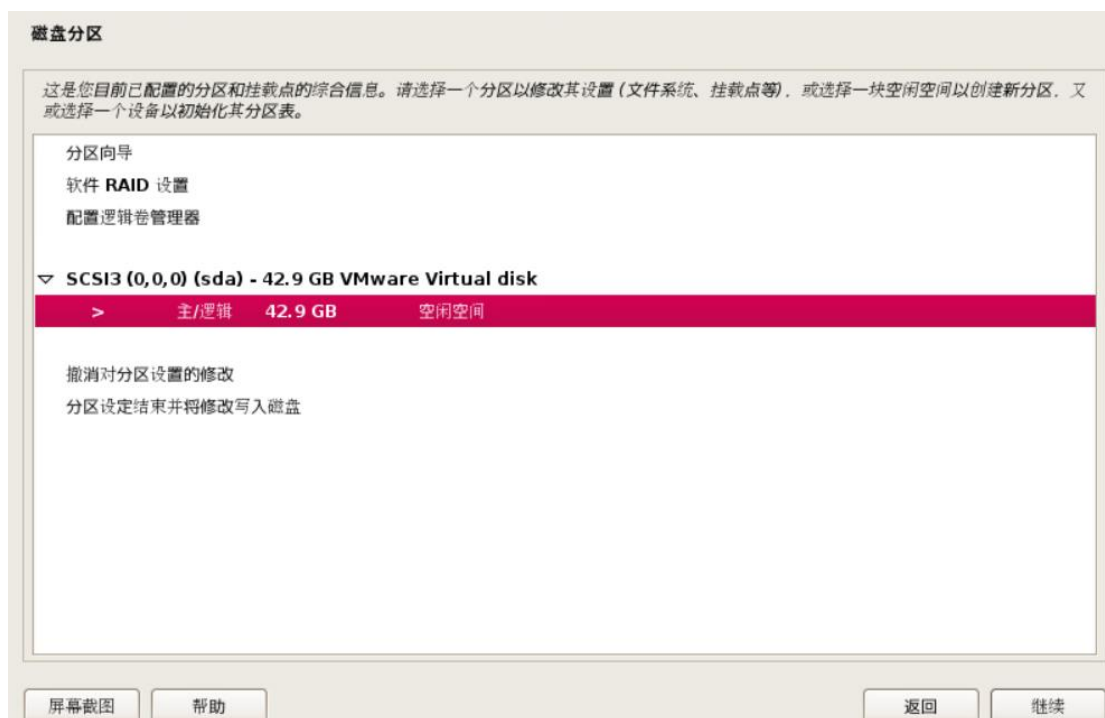 磁盘分区
这是您目前已配置的分区和挂载点的综合信息。请选择一个分区以修改其设置 (文件系统、挂载点等)，或选择一块空闲空间以创建新分区，又
或选择一个设备以初始化其分区表。
分区向导
软件 RAID 设置
配置逻辑卷管理器
SCSI3 (0,0,0) (sda) - 42.9 GB VMware Virtual disk
> 主/逻辑 42.9 GB 空闲空间
撤消对分区设置的修改
分区设定结束并将修改写入磁盘
屏幕截图 帮助 返回 继续